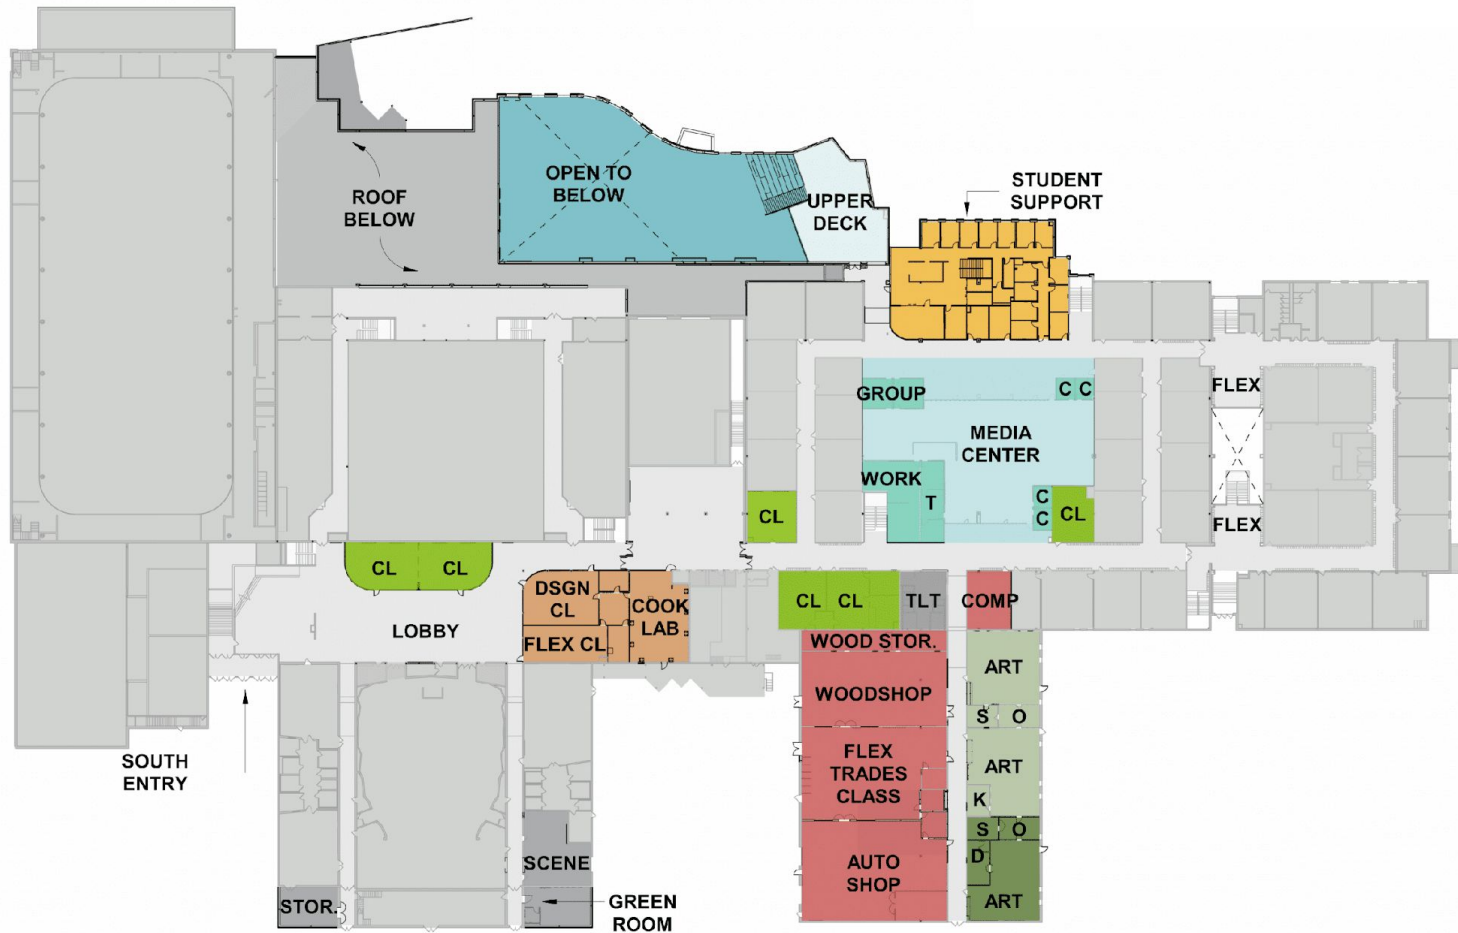 STUDENT
SUPPORT
OPEN TO
BELOW
ROOF
BELOW
UPPER
DECK
GROUP
C C
FLEX
MEDIA
CENTER
WORK
T
C
C
CL
CL
FLEX
CL
CL
DSGN
CL
COOK
LAB
FLEX CL
LOBBY
CL
CL
TLT
COMP
WOOD STOR.
WOODSHOP
ART
S
O
FLEX
TRADES
CLASS
ART
K
S
O
D
AUTO
SHOP
ART
SOUTH
ENTRY
SCENE
STOR.
GREEN
ROOM